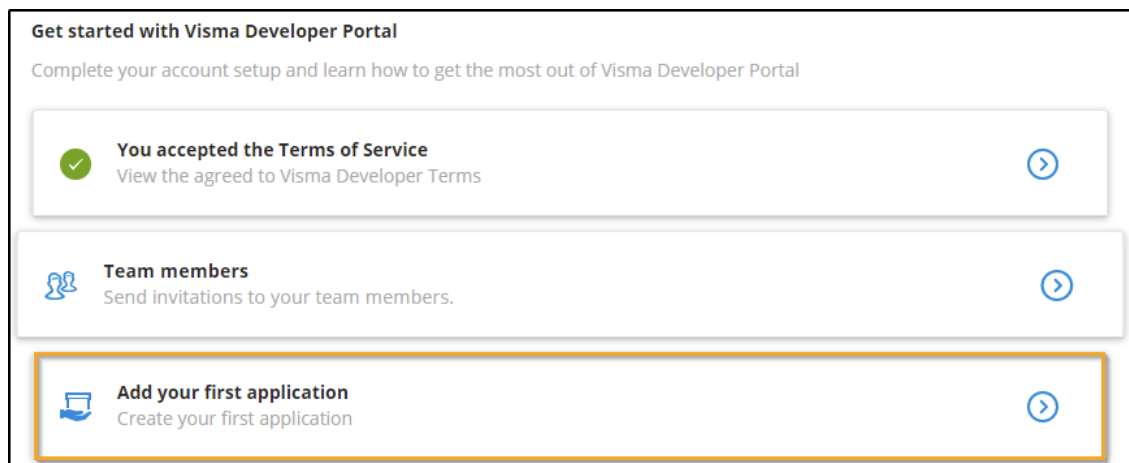 Get started with Visma Developer Portal
Complete your account setup and learn how to get the most out of Visma Developer Portal
You accepted the Terms of Service
View the agreed to Visma Developer Terms
Team members
Send invitations to your team members.
Add your first application
Create your first application